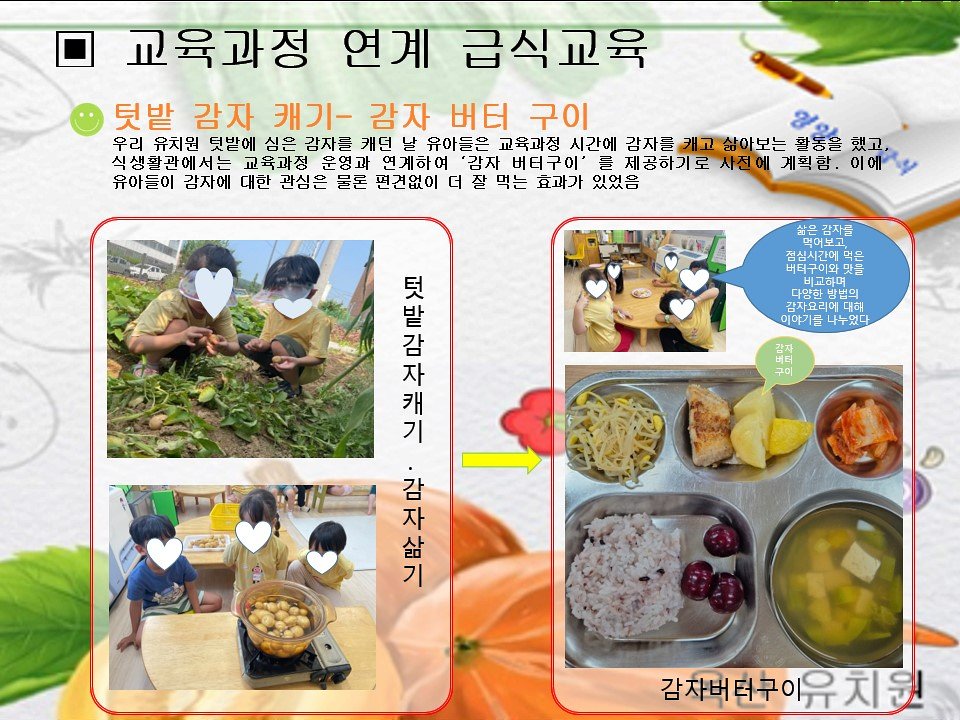 ▣ 교육과정 연계 급식교육
텃밭 감자 캐기- 감자 버터 구이
우리 유치원 텃밭에 심은 감자를 캐던 날 유아들은 교육과정 시간에 감자를 캐고 삶아보는 활동을 했고,
식생활관에서는 교육과정 운영과 연계하여 ‘감자 버터구이’ 를 제공하기로 사전에 계획함. 이에
유아들이 감자에 대한 관심은 물론 편견없이 더 잘 먹는 효과가 있었음
텃밭감자캐기.감자삶기
삶은 감자를
먹어보고,
점심시간에 먹은
버터구이와 맛을
비교하며
다양한 방법의
감자요리에 대해
이야기를 나누었다
감자
버터
구이
감자버터구이
유치원